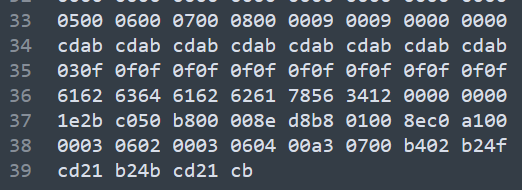 33 0500 0600 0700 0800 0009 0009 0000 0000
34 cdab cdab cdab cdab cdab cdab cdab cdab
35 030f 0f0f 0f0f 0f0f 0f0f 0f0f 0f0f 0f0f
36 6162 6364 6162 6261 7856 3412 0000 0000
37 1e2b c050 b800 008e d8b8 0100 8ec0 a100
38 0003 0602 0003 0604 00a3 0700 b402 b24f
39 cd21 b24b cd21 cb